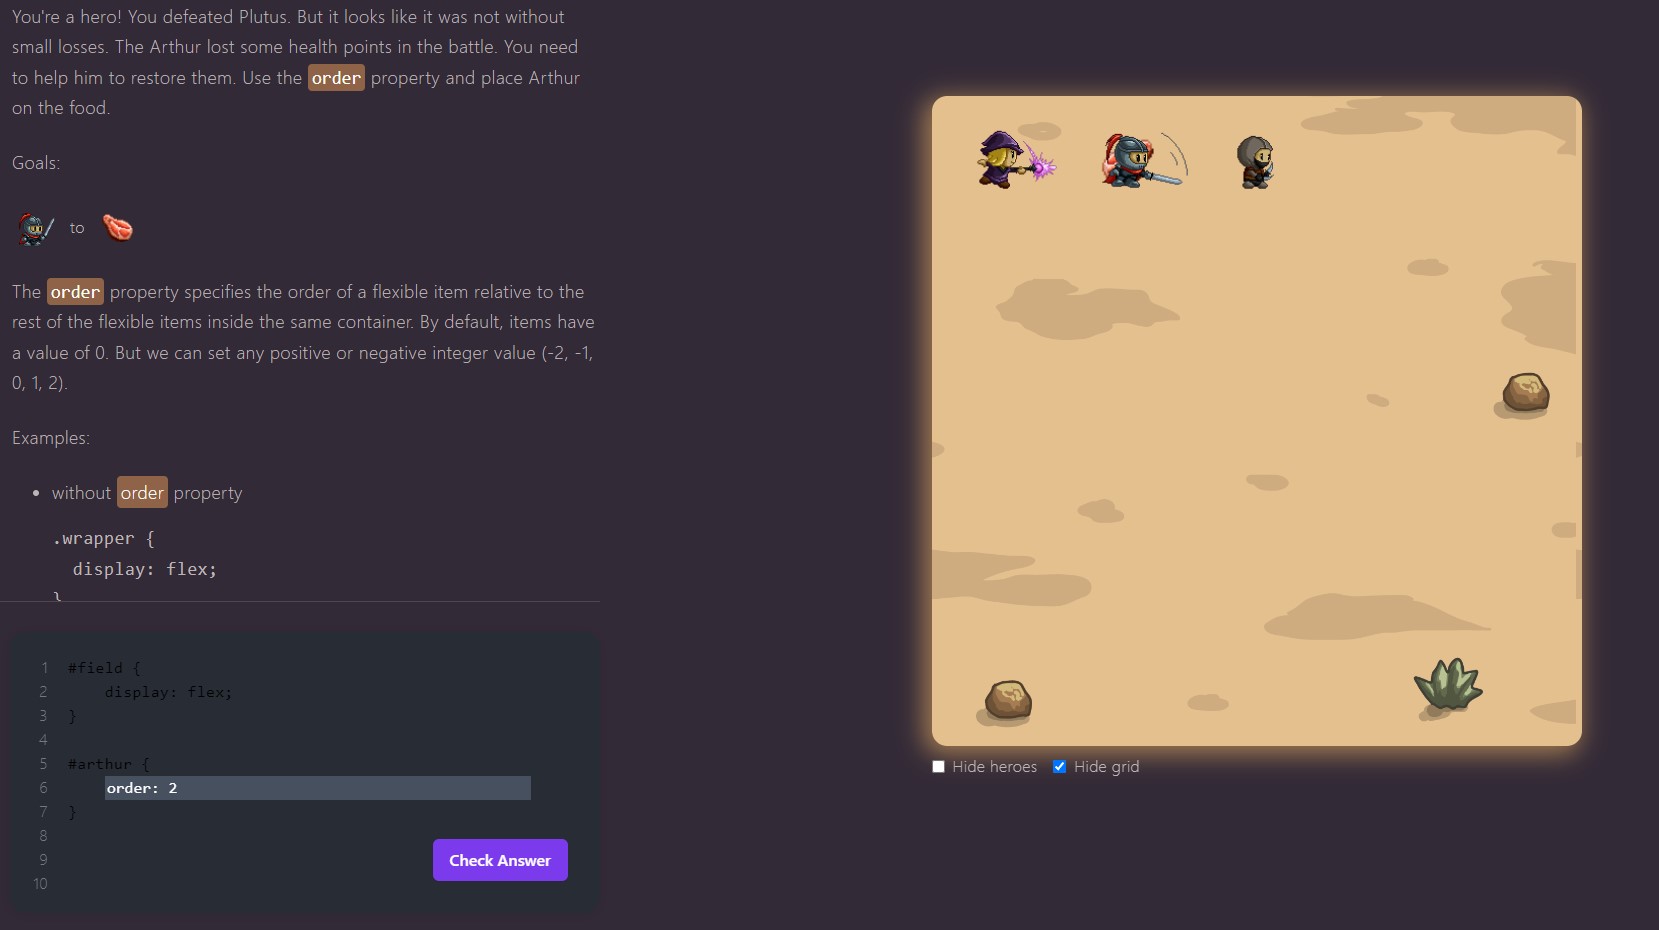 You're a hero! You defeated Plutus. But it looks like it was not without
small losses. The Arthur lost some health points in the battle. You need
to help him to restore them. Use the order property and place Arthur
on the food.
Goals:
to
The order property specifies the order of a flexible item relative to the
rest of the flexible items inside the same container. By default, items have
a value of 0. But we can set any positive or negative integer value (-2, -1,
0, 1, 2).
Examples:
• without order property
.wrapper {
display: flex;
}
1 #field {
2 display: flex;
3 }
4
5 #arthur {
6 order: 2
7 }
8
9
10
Check Answer
Hide heroes Hide grid